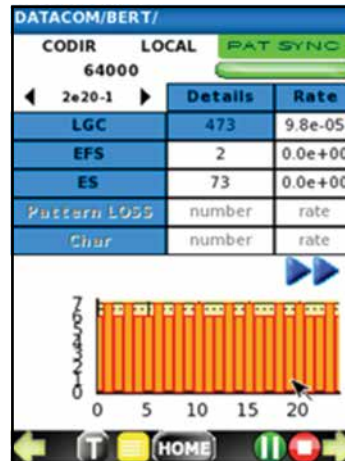 DATACOM/BERT/
CODIR LOCAL PAT SYNC
64000
2e20-1 Details Rate
LGC 473 9.8e-05
EFS 2 0.0e+00
ES 73 0.0e+00
Pattern LOSS number rate
Char number rate
7
6
5
4
3
2
1
0
0 5 10 15 20
T HOME